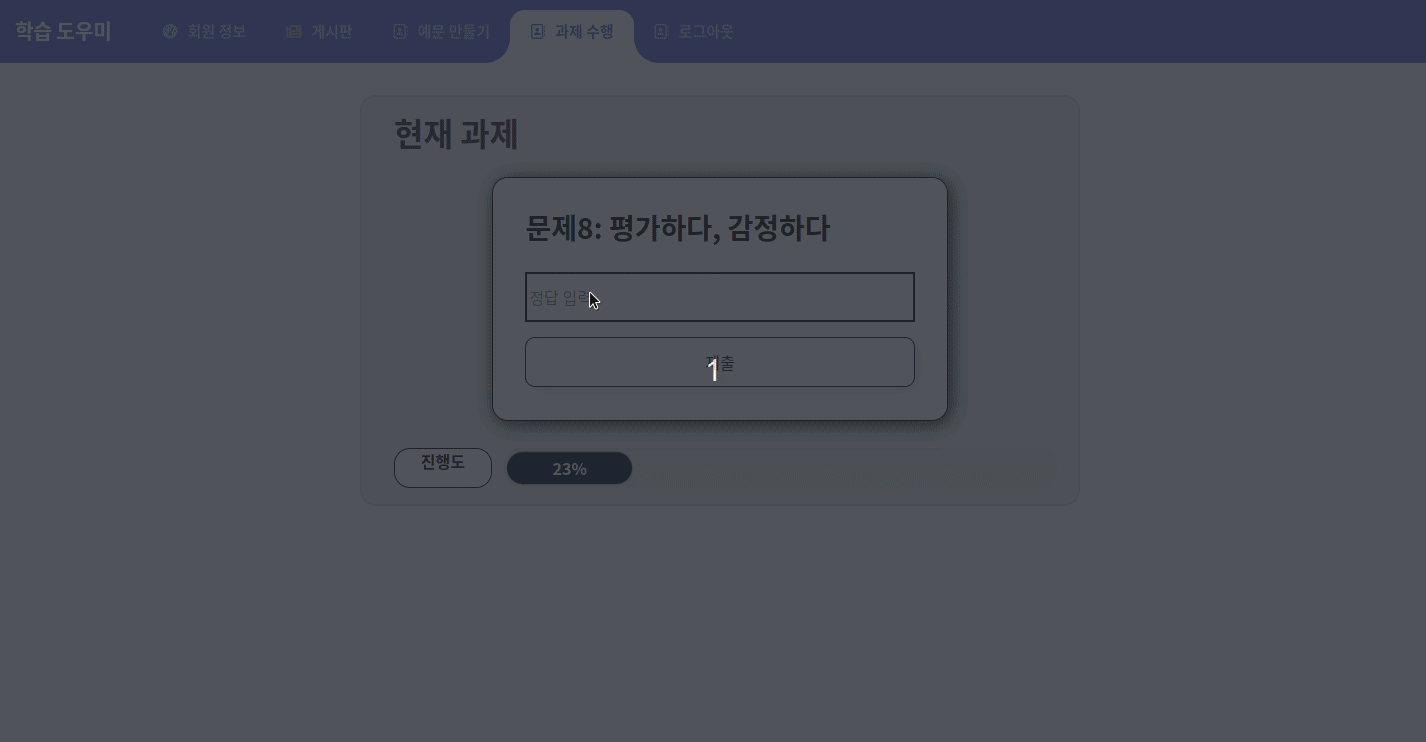 학습 도우미
회원 정보
게시판
예문 만들기
과제 수행
로그아웃
현재 과제
문제8: 평가하다, 감정하다
정답 입력
제출
1
진행도
23%